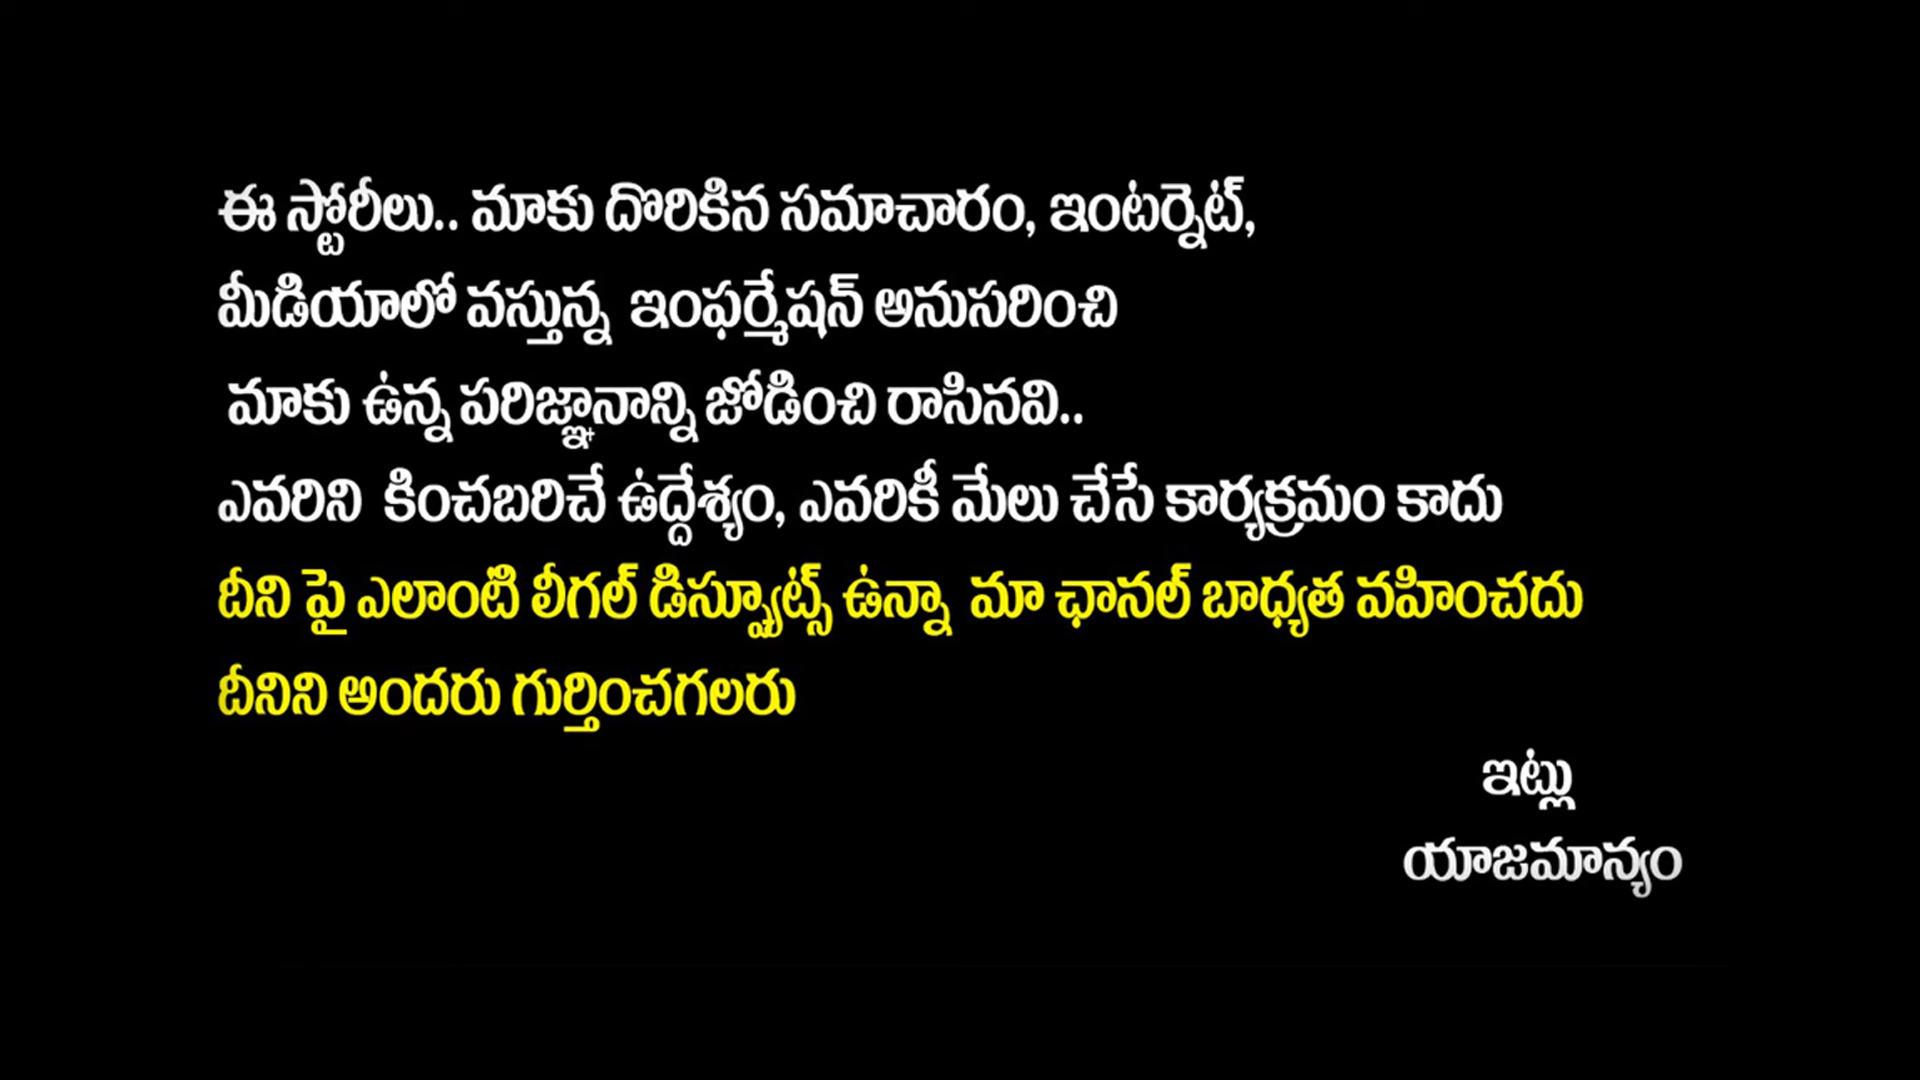 ఈ స్టోరీలు.. మాకు దొరికిన సమాచారం, ఇంటర్నెట్,
మీడియాలో వస్తున్న ఇంఫర్మేషన్ అనుసరించి
మాకు ఉన్న పరిజ్ఞానాన్ని జోడించి రాసినవి..
ఎవరిని కించబరిచే ఉద్దేశ్యం, ఎవరికీ మేలు చేసే కార్యక్రమం కాదు
దీని పై ఎలాంటి లీగల్ డిస్ప్యూట్స్ ఉన్నా మా ఛానల్ బాధ్యత వహించదు
దీనిని అందరు గుర్తించగలరు
ఇట్లు
యాజమాన్యం